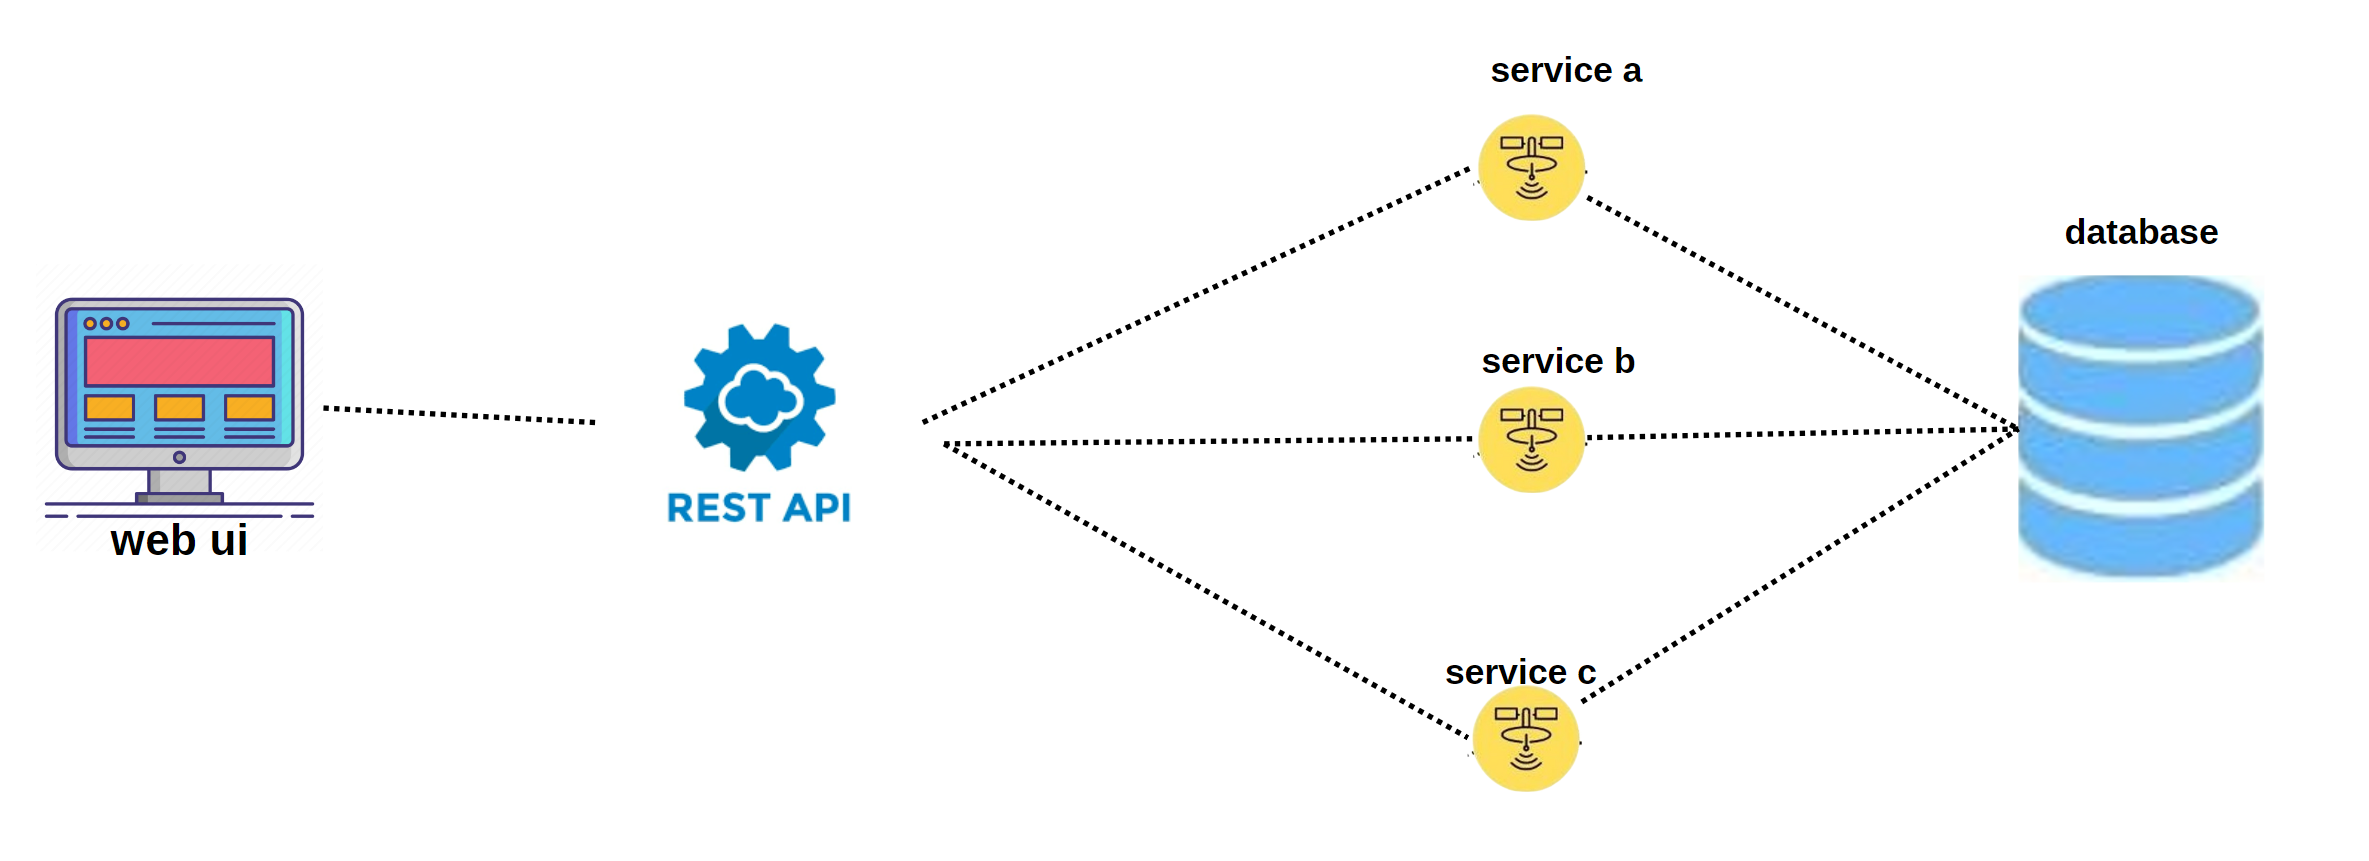 service a
database
service b
REST API
web ui
service c